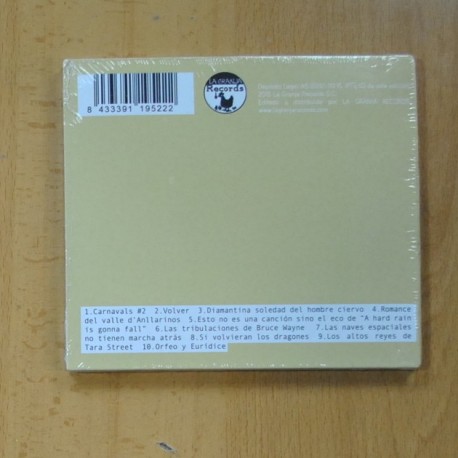 LA GRANJA
Records
8 433391 195222
1.Carnavals #2 2.Volver 3.Diamantina soledad del hombre ciervo 4.Romance
del valle d'Anllarinos 5.Esto no es una canción sino el eco de "A hard rain
is gonna fall" 6.Las tribulaciones de Bruce Wayne 7.Las naves espaciales
no tienen marcha atrás 8.Si volvieran los dragones 9.Los altos reyes de
Tara Street 10.Orfeo y Eurídice